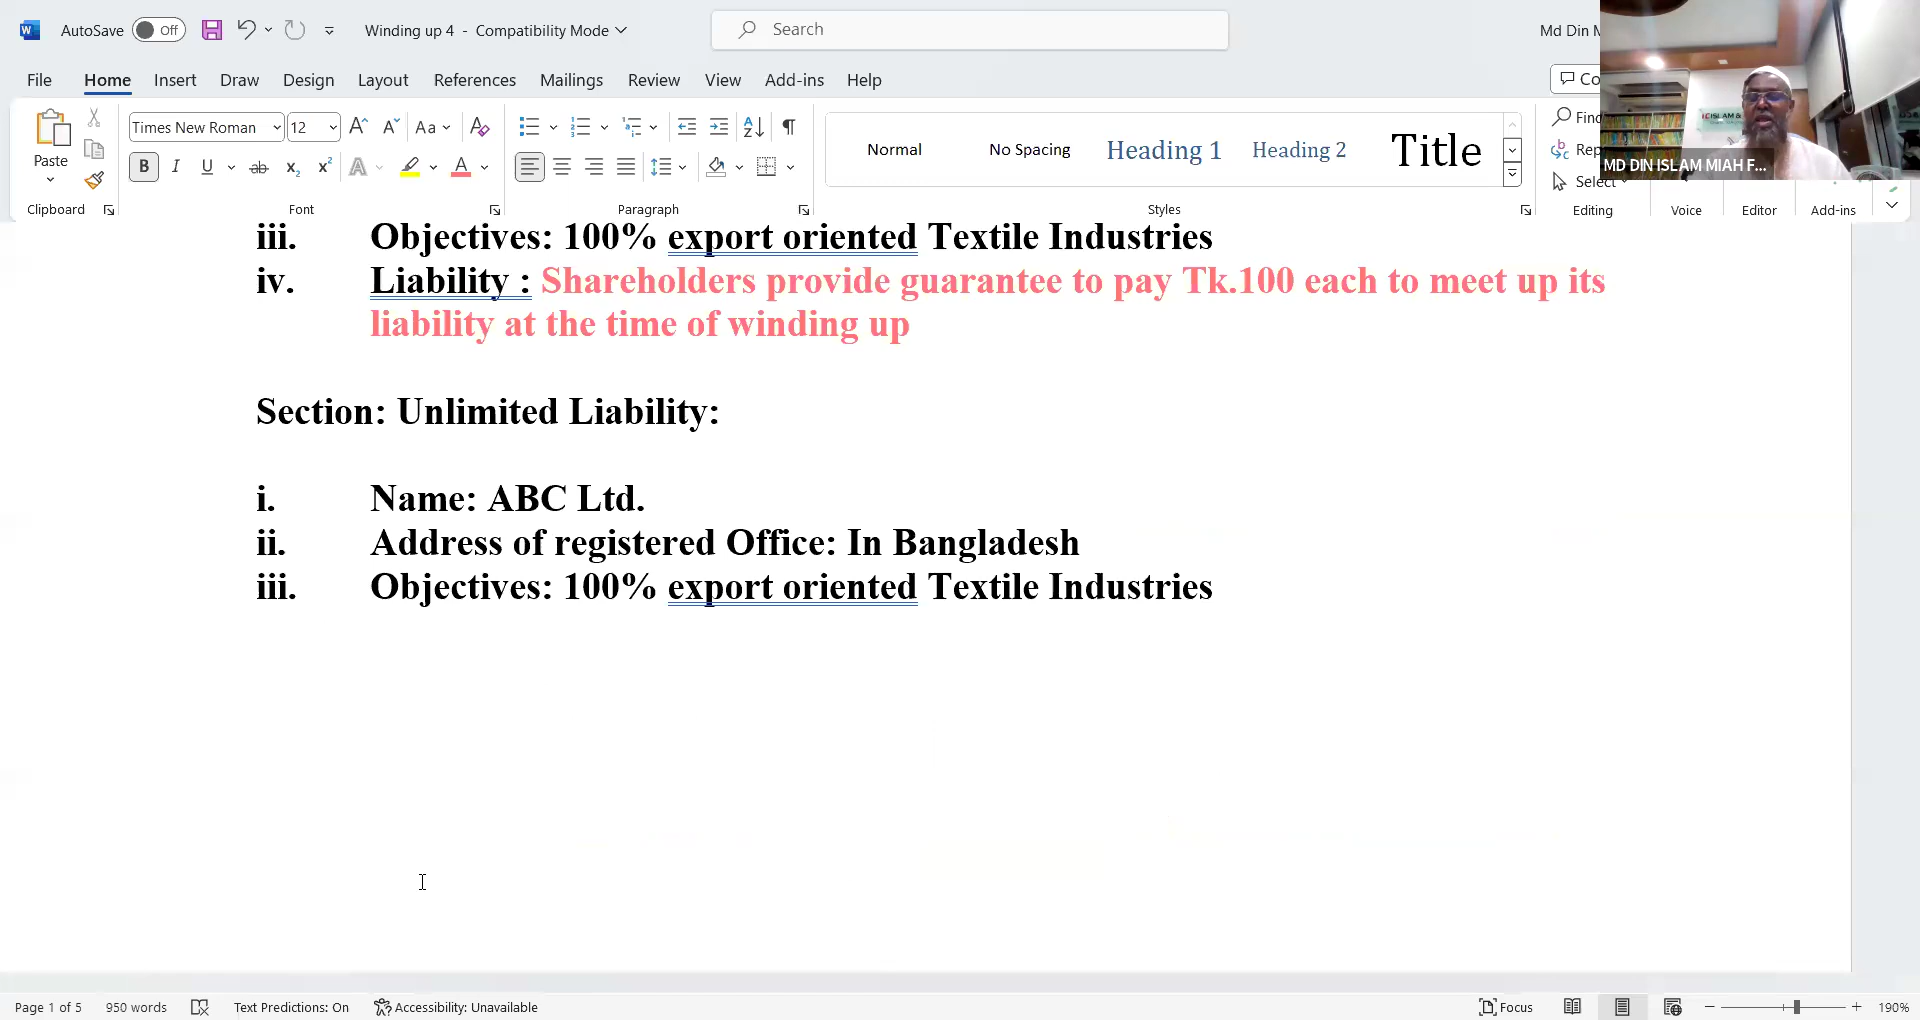 AutoSave Off Winding up 4 - Compatibility Mode Search Md Din
File Home Insert Draw Design Layout References Mailings Review View Add-ins Help
Paste
Clipboard
Times New Roman 12 Aa
B I U ab x₂ x² A A
Font
Paragraph
Normal No Spacing Heading 1 Heading 2 Title
Styles
Select
Editing
Voice
Editor
Add-ins
ISLAM &
MD DIN ISLAM MIAH F...
iii. Objectives: 100% export oriented Textile Industries
iv. Liability : Shareholders provide guarantee to pay Tk.100 each to meet up its
liability at the time of winding up
Section: Unlimited Liability:
i. Name: ABC Ltd.
ii. Address of registered Office: In Bangladesh
iii. Objectives: 100% export oriented Textile Industries
Page 1 of 5 950 words Text Predictions: On Accessibility: Unavailable Focus 190%